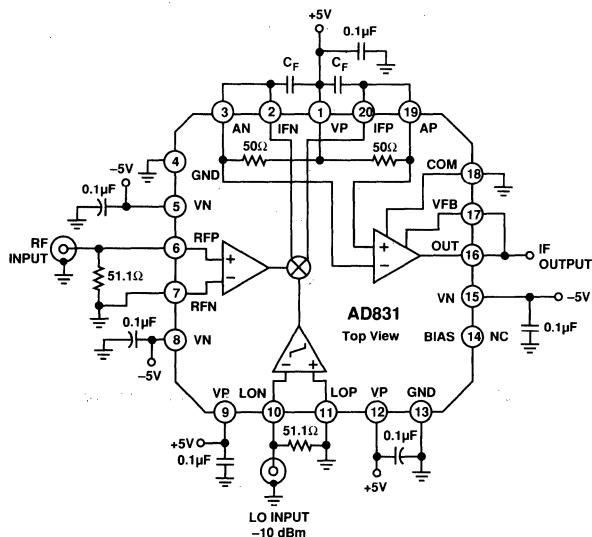 +5V
0.1µF
CF CF
3 2 1 20 19
AN IFN VP IFP AP
50Ω 50Ω
4
GND
COM
18
–5V
0.1µF
VFB
17
5
VN
RF
INPUT
6
RFP
+
–
+
–
OUT
16
IF
OUTPUT
51.1Ω
7
RFN
AD831
Top View
VN
15
–5V
0.1µF
8
VN
BIAS
14
NC
0.1µF
–5V
– +
VP LON LOP VP GND
9 10 11 12 13
51.1Ω
+5V
0.1µF
0.1µF
+5V
LO INPUT
–10 dBm